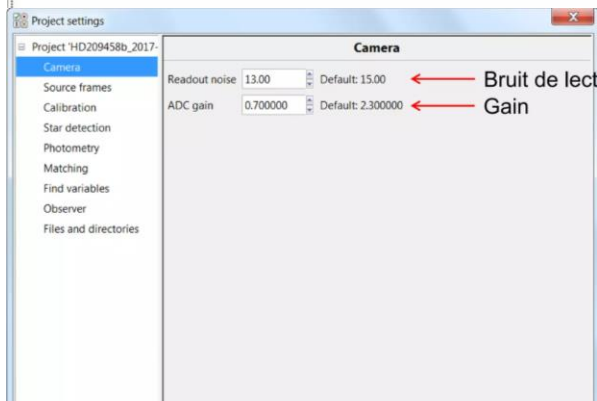 Project settings
Project 'HD209458b_2017-
Camera
Source frames
Calibration
Star detection
Photometry
Matching
Find variables
Observer
Files and directories
Camera
Readout noise 13.00 Default: 15.00 Bruit de lect
ADC gain 0.700000 Default: 2.300000 Gain